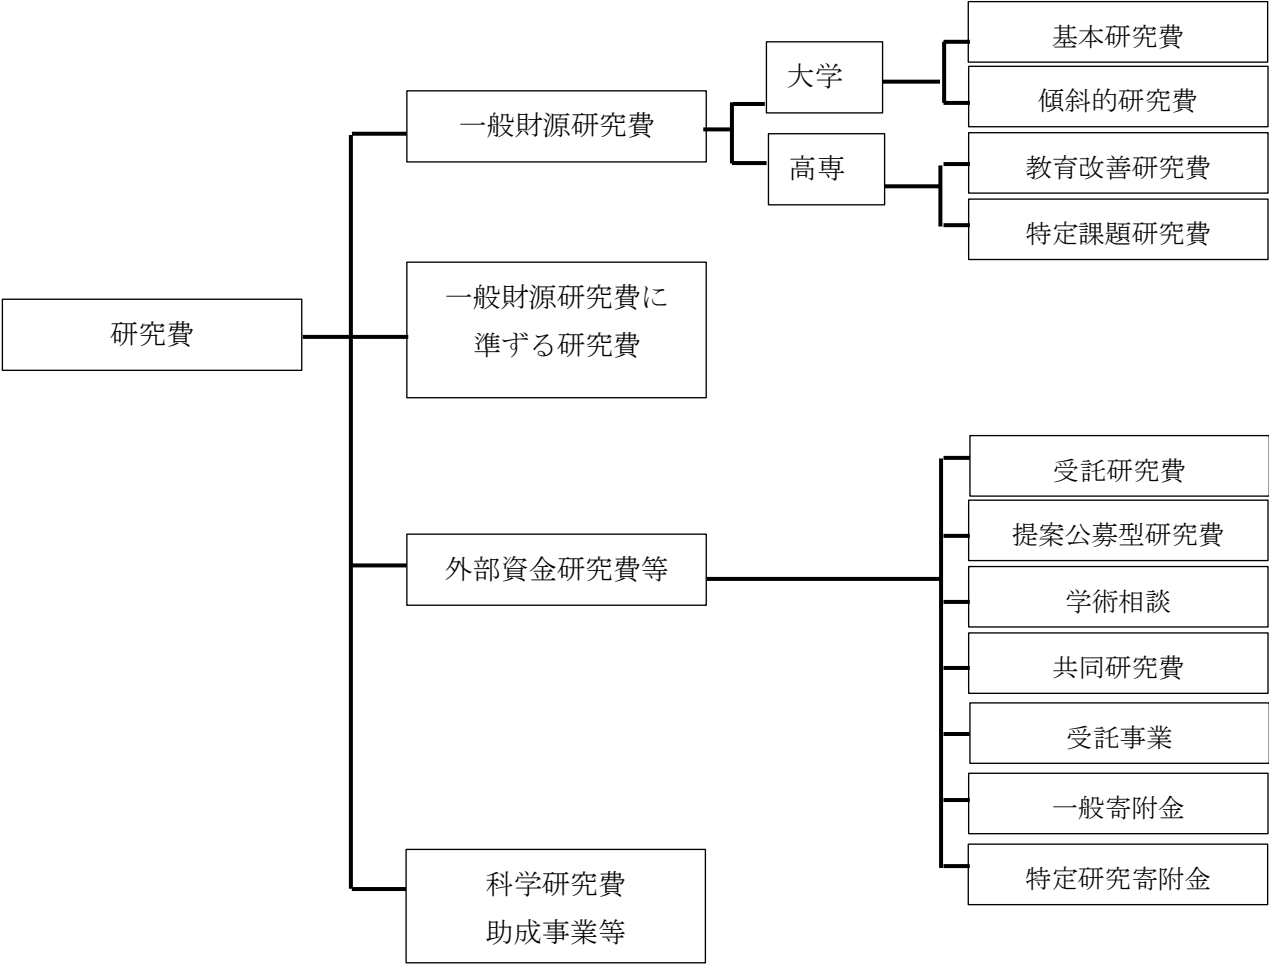 研究費
一般財源研究費
大学
基本研究費
傾斜的研究費
高専
教育改善研究費
特定課題研究費
一般財源研究費に
準ずる研究費
外部資金研究費等
受託研究費
提案公募型研究費
学術相談
共同研究費
受託事業
一般寄附金
特定研究寄附金
科学研究費
助成事業等